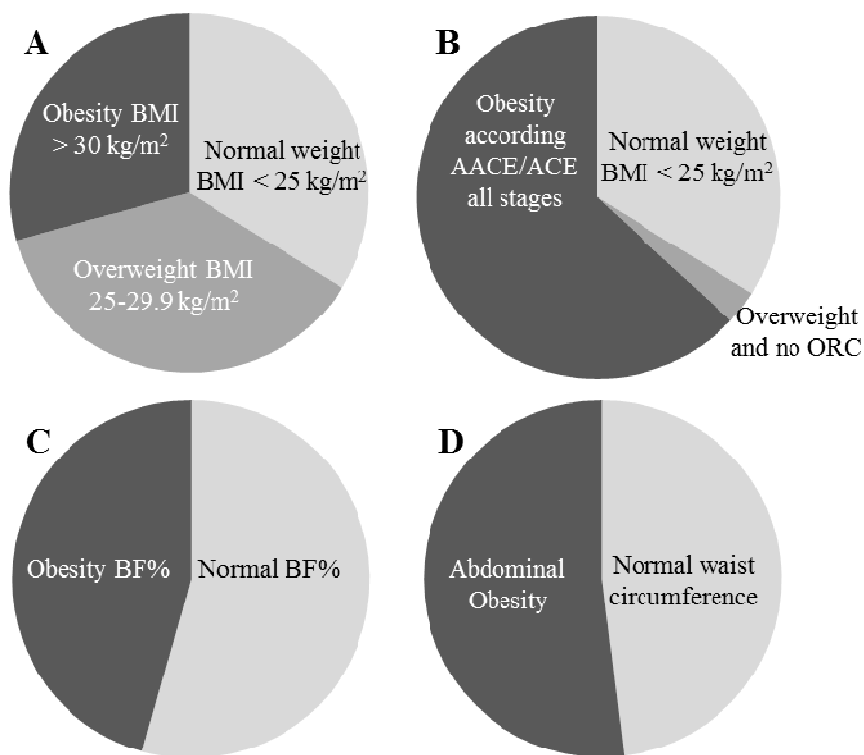 A
Obesity BMI
> 30 kg/m²
Normal weight
BMI < 25 kg/m²
Overweight BMI
25-29.9 kg/m²
B
Obesity
according
AACE/ACE
all stages
Normal weight
BMI < 25 kg/m²
Overweight
and no ORC
C
Obesity BF%
Normal BF%
D
Abdominal
Obesity
Normal waist
circumference